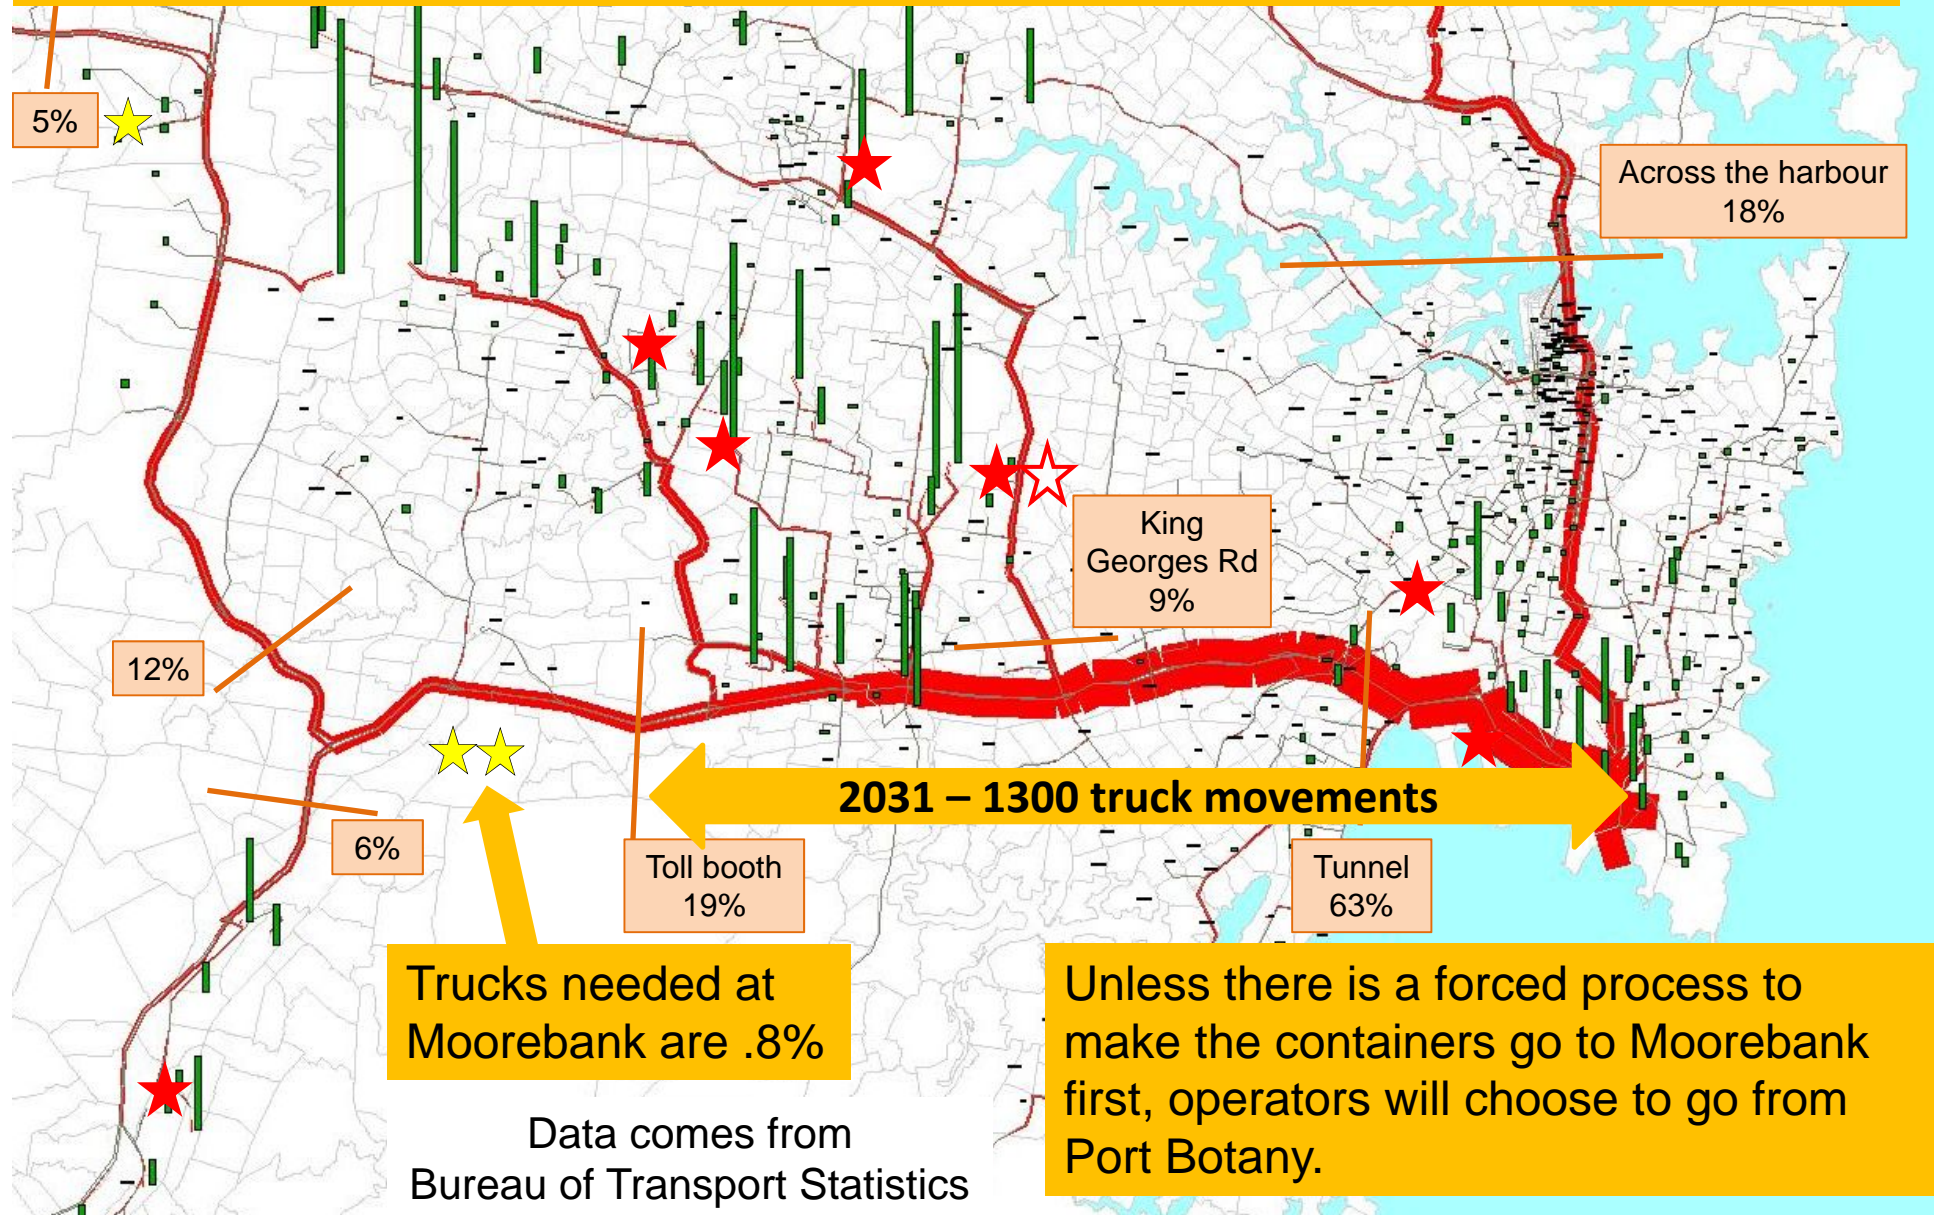 5%
Across the harbour
18%
King
Georges Rd
9%
12%
2031 – 1300 truck movements
6%
Toll booth
19%
Tunnel
63%
Trucks needed at
Moorebank are .8%
Unless there is a forced process to
make the containers go to Moorebank
first, operators will choose to go from
Port Botany.
Data comes from
Bureau of Transport Statistics